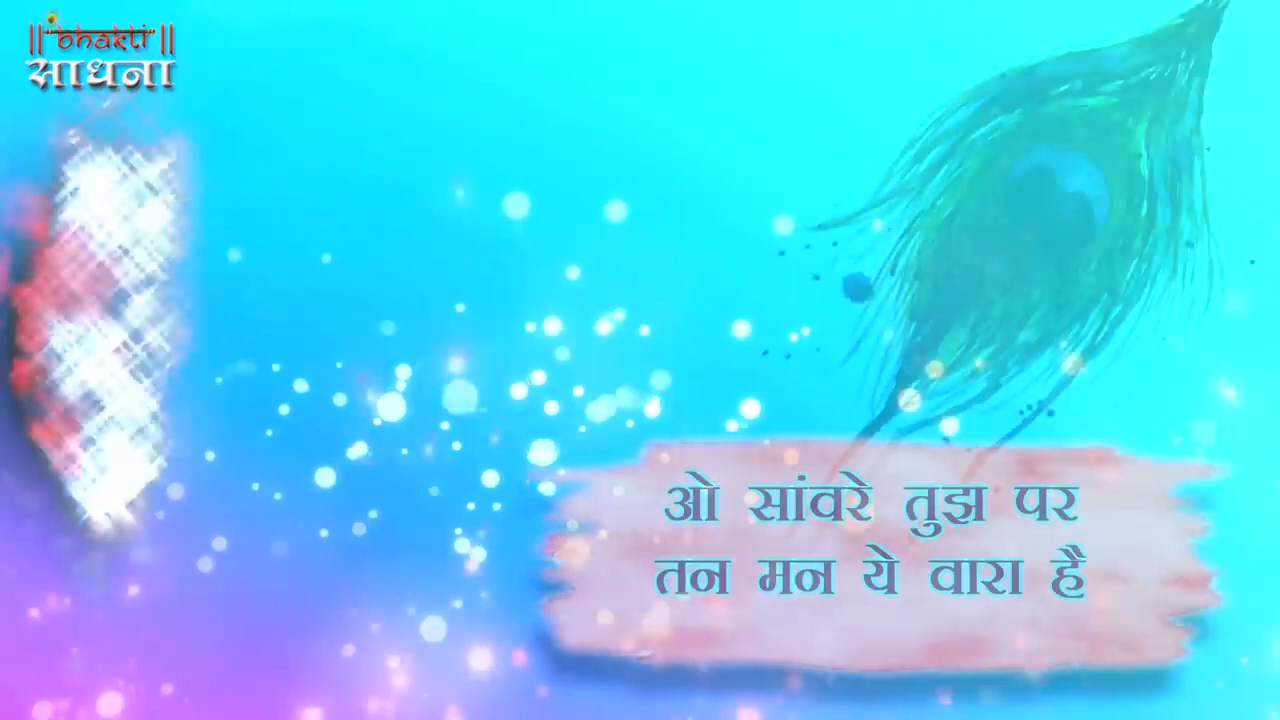 ||"bhakti"||
साधना
ओ सांवरे तुझ पर
तन मन ये वारा है